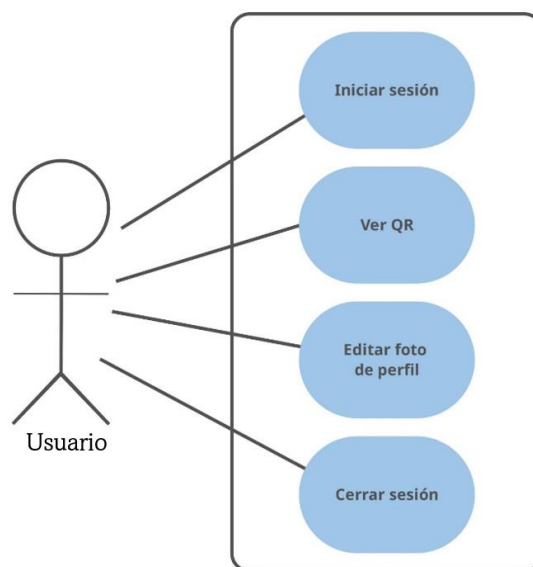 Iniciar sesión
Ver QR
Editar foto
de perfil
Usuario
Cerrar sesión